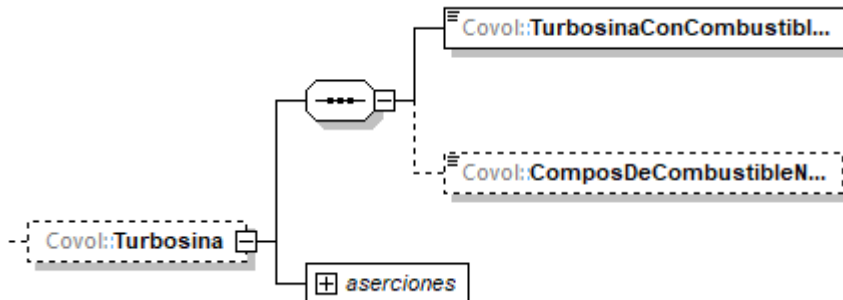 Covol::TurbosinaConCombustibl...
Covol::ComposDeCombustibleN...
Covol::Turbosina
aserciones